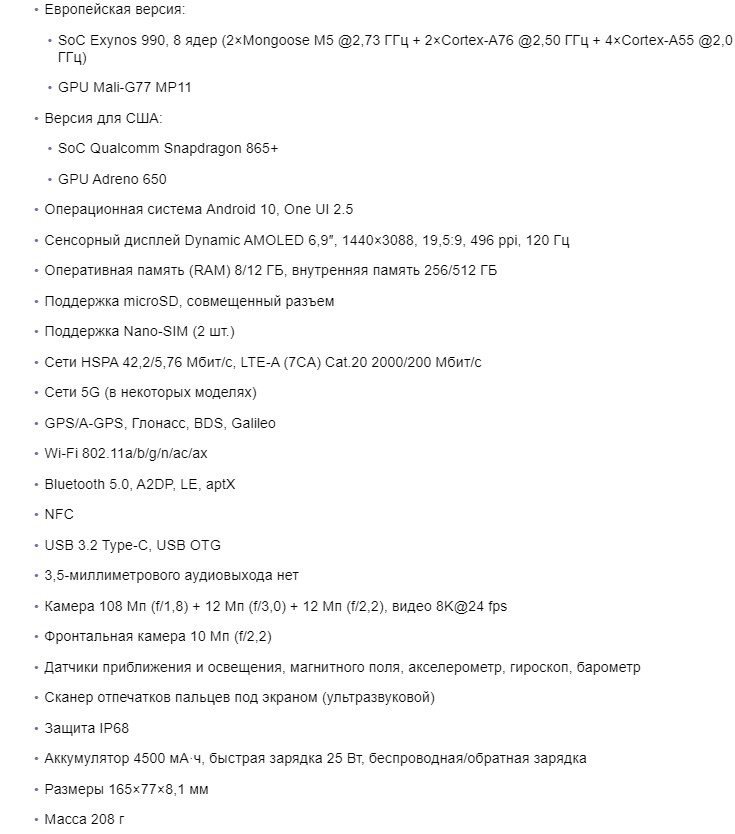 • Европейская версия:
• SoC Exynos 990, 8 ядер (2×Mongoose M5 @2,73 ГГц + 2×Cortex-A76 @2,50 ГГц + 4×Cortex-A55 @2,0
ГГц)
• GPU Mali-G77 MP11
• Версия для США:
• SoC Qualcomm Snapdragon 865+
• GPU Adreno 650
• Операционная система Android 10, One UI 2.5
• Сенсорный дисплей Dynamic AMOLED 6,9″, 1440×3088, 19,5:9, 496 ppi, 120 Гц
• Оперативная память (RAM) 8/12 ГБ, внутренняя память 256/512 ГБ
• Поддержка microSD, совмещенный разъем
• Поддержка Nano-SIM (2 шт.)
• Сети HSPA 42,2/5,76 Мбит/с, LTE-A (7CA) Cat.20 2000/200 Мбит/с
• Сети 5G (в некоторых моделях)
• GPS/A-GPS, Глонасс, BDS, Galileo
• Wi-Fi 802.11a/b/g/n/ac/ax
• Bluetooth 5.0, A2DP, LE, aptX
• NFC
• USB 3.2 Type-C, USB OTG
• 3,5-миллиметрового аудиовыхода нет
• Камера 108 Мп (f/1,8) + 12 Мп (f/3,0) + 12 Мп (f/2,2), видео 8K@24 fps
• Фронтальная камера 10 Мп (f/2,2)
• Датчики приближения и освещения, магнитного поля, акселерометр, гироскоп, барометр
• Сканер отпечатков пальцев под экраном (ультразвуковой)
• Защита IP68
• Аккумулятор 4500 мА·ч, быстрая зарядка 25 Вт, беспроводная/обратная зарядка
• Размеры 165×77×8,1 мм
• Масса 208 г